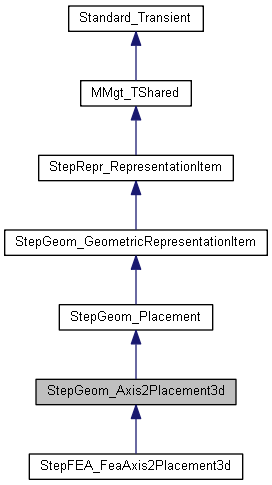 Standard_Transient
MMgt_TShared
StepRepr_RepresentationItem
StepGeom_GeometricRepresentationItem
StepGeom_Placement
StepGeom_Axis2Placement3d
StepFEA_FeaAxis2Placement3d